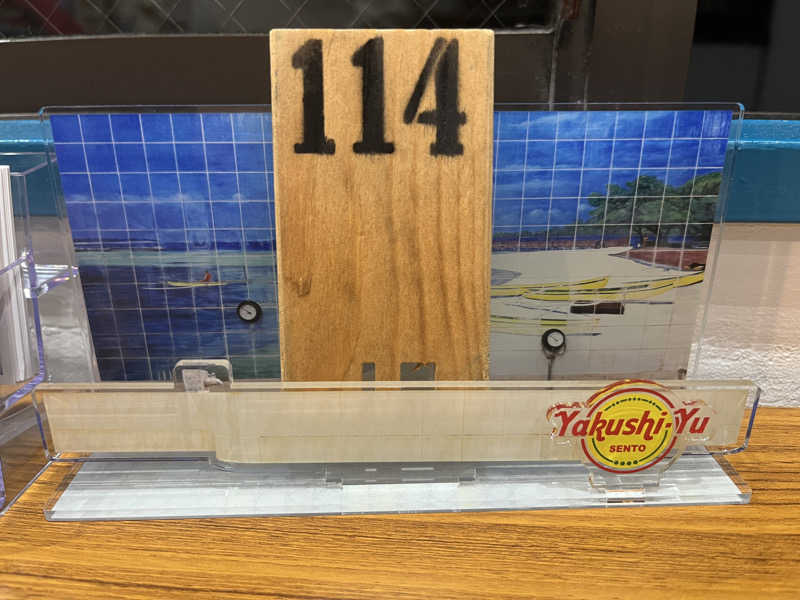 114
Yakushi-Yu
SENTO